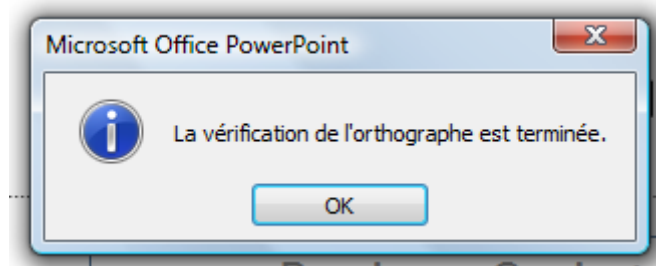 Microsoft Office PowerPoint
La vérification de l'orthographe est terminée.
OK